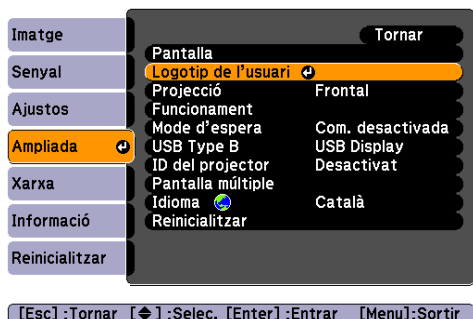 Imatge
Senyal
Ajustos
Ampliada
Xarxa
Informació
Reinicialitzar
Tornar
Pantalla
Logotip de l'usuari
Projecció Frontal
Funcionament
Mode d'espera Com. desactivada
USB Type B USB Display
ID del projector Desactivat
Pantalla múltiple
Idioma Català
Reinicialitzar
[Esc] :Tornar [◆] :Selec. [Enter] :Entrar [Menu]:Sortir